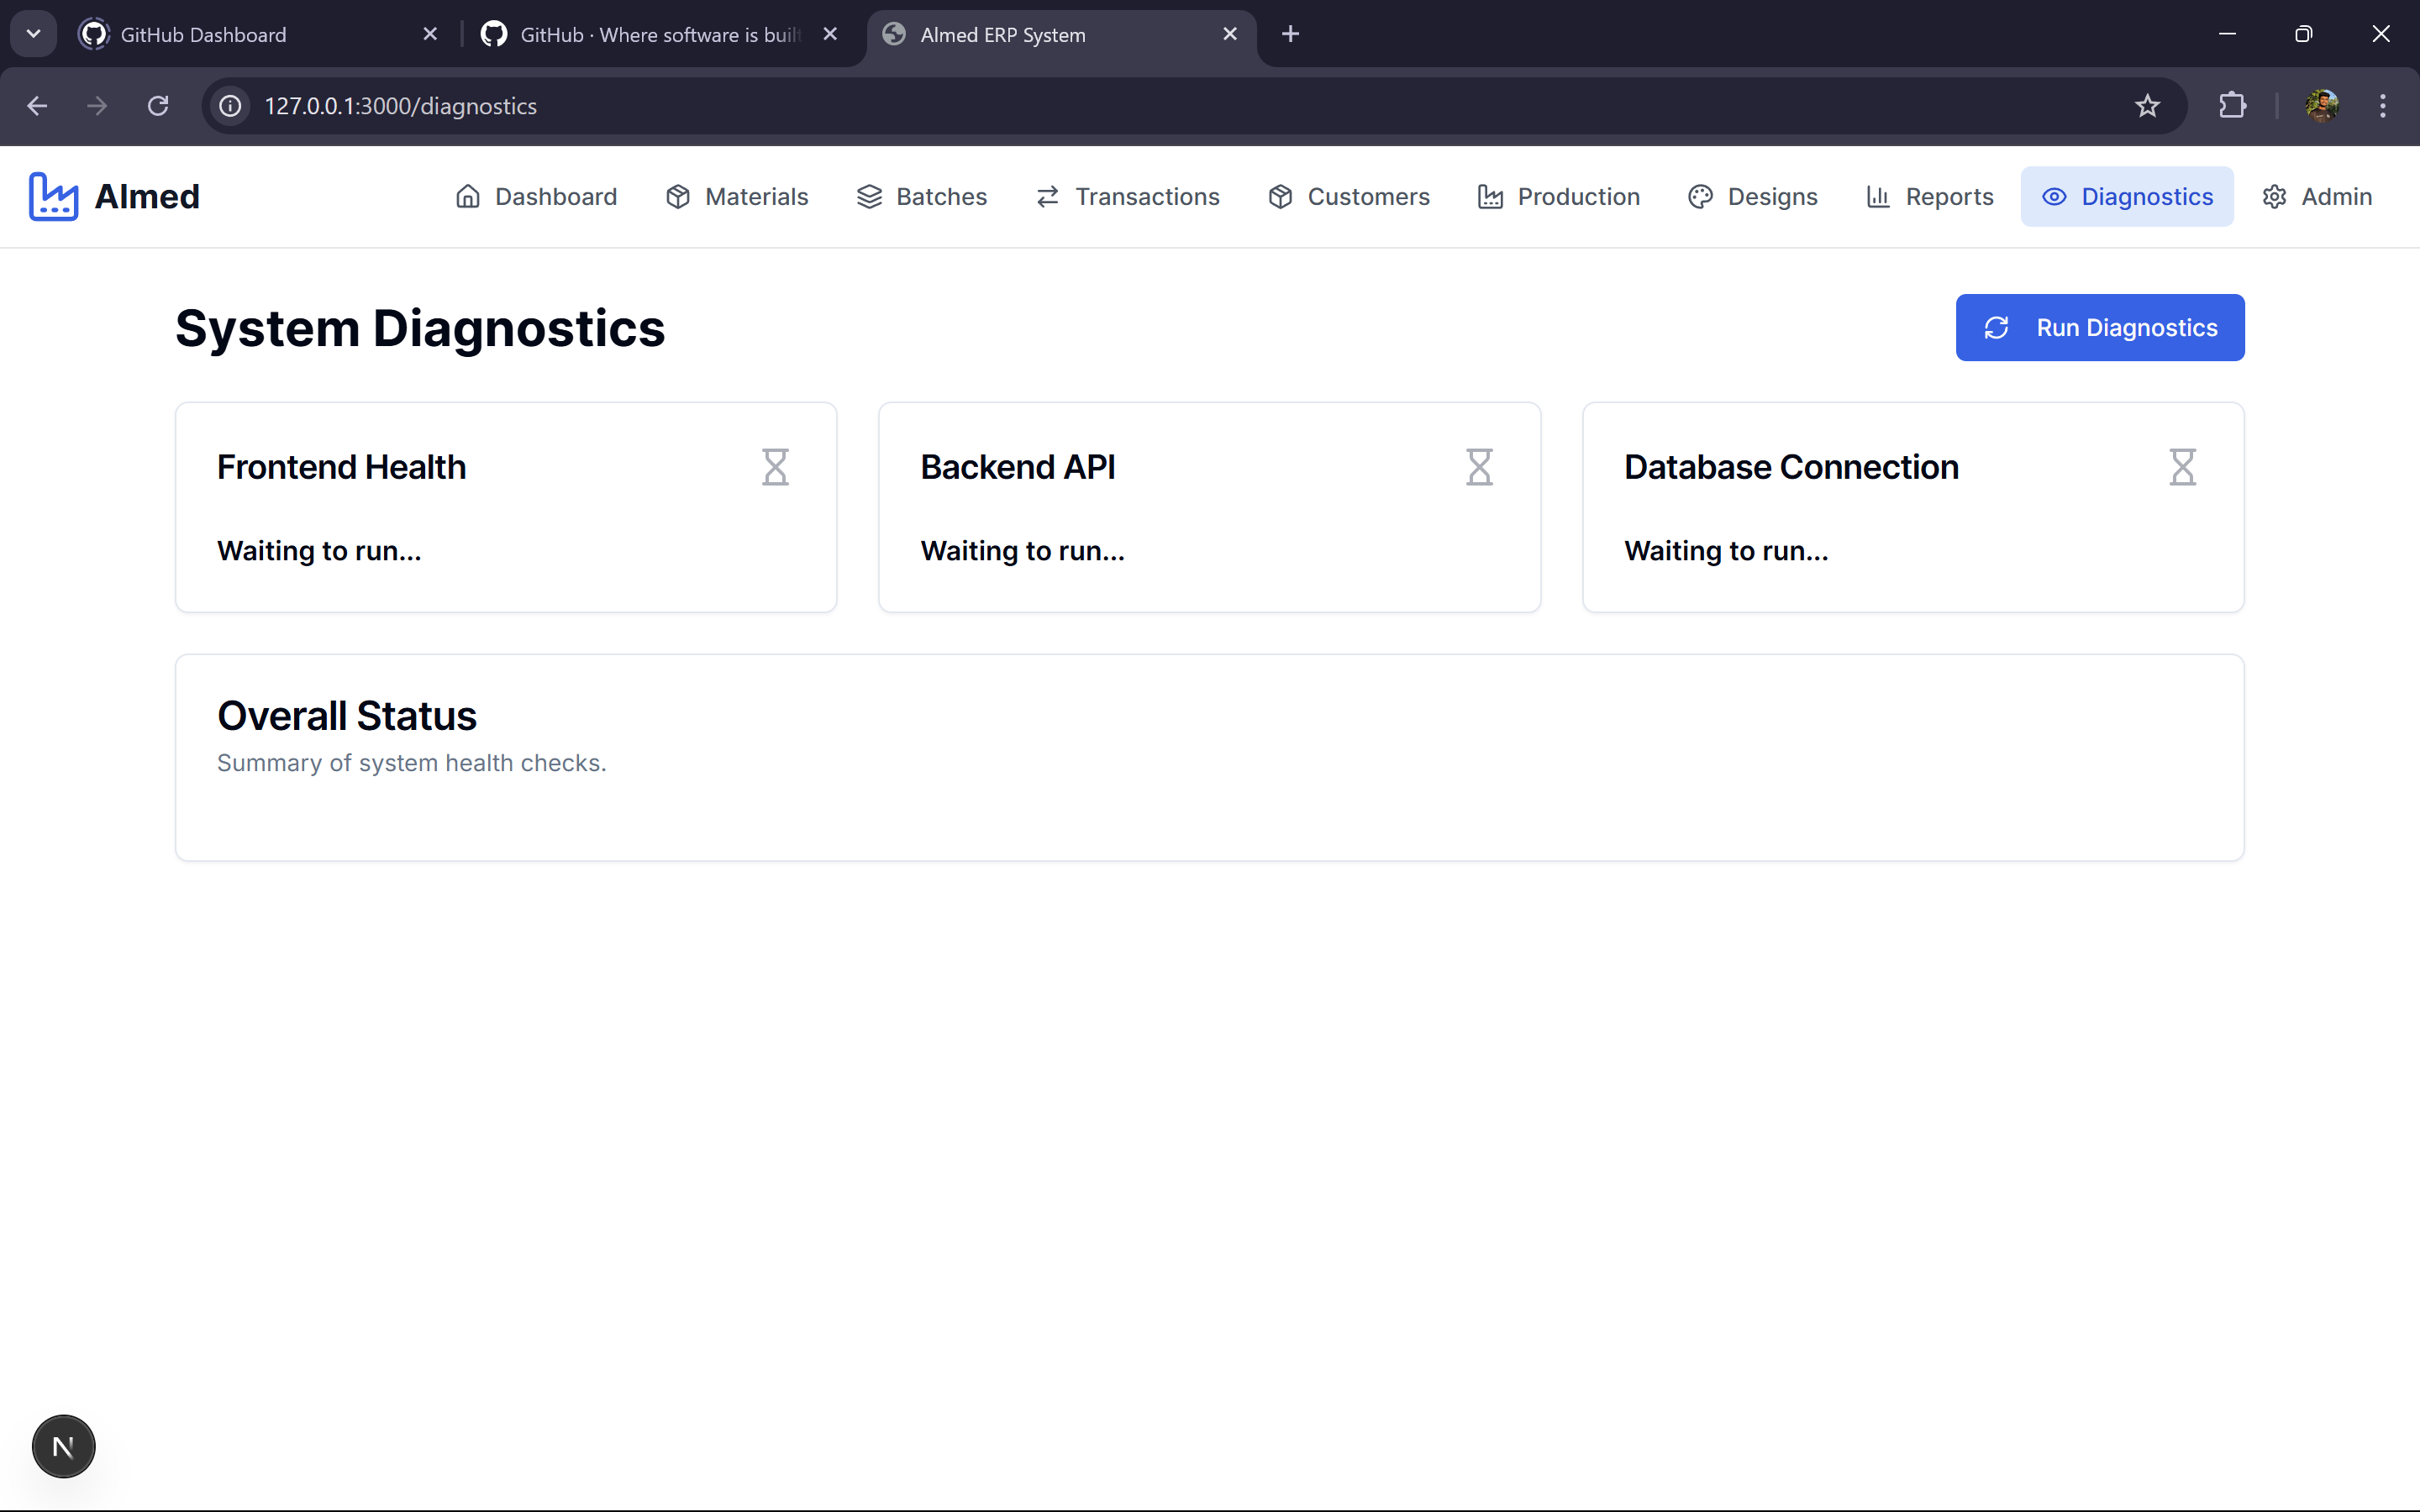 GitHub Dashboard
GitHub · Where software is built
Almed ERP System
127.0.0.1:3000/diagnostics
Almed
Dashboard
Materials
Batches
Transactions
Customers
Production
Designs
Reports
Diagnostics
Admin
System Diagnostics
Run Diagnostics
Frontend Health
Waiting to run...
Backend API
Waiting to run...
Database Connection
Waiting to run...
Overall Status
Summary of system health checks.
N